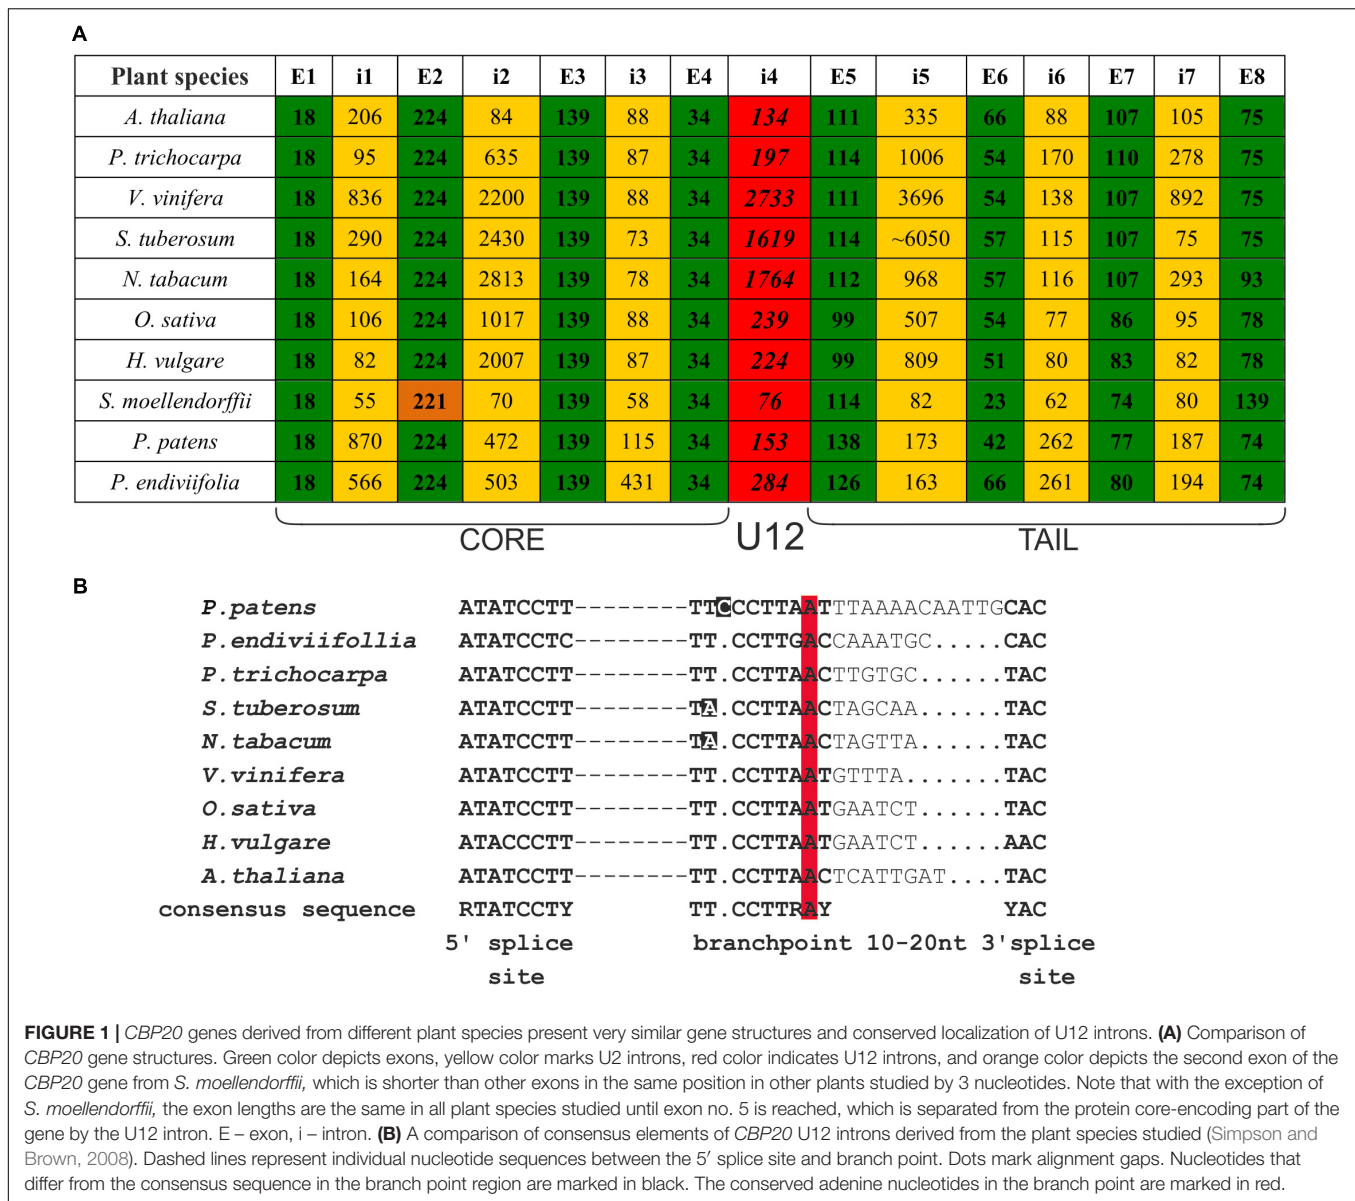 A
Plant species E1 i1 E2 i2 E3 i3 E4 i4 E5 i5 E6 i6 E7 i7 E8
A. thaliana 18 206 224 84 139 88 34 134 111 335 66 88 107 105 75
P. trichocarpa 18 95 224 635 139 87 34 197 114 1006 54 170 110 278 75
V. vinifera 18 836 224 2200 139 88 34 2733 111 3696 54 138 107 892 75
S. tuberosum 18 290 224 2430 139 73 34 1619 114 ~6050 57 115 107 75 75
N. tabacum 18 164 224 2813 139 78 34 1764 112 968 57 116 107 293 93
O. sativa 18 106 224 1017 139 88 34 239 99 507 54 77 86 95 78
H. vulgare 18 82 224 2007 139 87 34 224 99 809 51 80 83 82 78
S. moellendorffii 18 55 221 70 139 58 34 76 114 82 23 62 74 80 139
P. patens 18 870 224 472 139 115 34 153 138 173 42 262 77 187 74
P. endiviifolia 18 566 224 503 139 431 34 284 126 163 66 261 80 194 74
CORE U12 TAIL
B
P.patens ATATCCTT--------TTCCCTTAATTTAAAACAATTGCAC
P.endiviifollia ATATCCTC--------TT.CCTTGACCAAATGC.....CAC
P.trichocarpa ATATCCTT--------TT.CCTTAACTTGTGC......TAC
S.tuberosum ATATCCTT--------TA.CCTTAACTAGCAA......TAC
N.tabacum ATATCCTT--------TA.CCTTAACTAGTTA......TAC
V.vinifera ATATCCTT--------TT.CCTTAATGTTTA.......TAC
O.sativa ATATCCTT--------TT.CCTTAATGAATCT......TAC
H.vulgare ATACCCTT--------TT.CCTTAATGAATCT......AAC
A.thaliana ATATCCTT--------TT.CCTTAACTCATTGAT....TAC
consensus sequence RTATCCTY TT.CCTTRAY YAC
5' splice branchpoint 10-20nt 3'splice
site site
FIGURE 1 | CBP20 genes derived from different plant species present very similar gene structures and conserved localization of U12 introns. (A) Comparison of
CBP20 gene structures. Green color depicts exons, yellow color marks U2 introns, red color indicates U12 introns, and orange color depicts the second exon of the
CBP20 gene from S. moellendorffii, which is shorter than other exons in the same position in other plants studied by 3 nucleotides. Note that with the exception of
S. moellendorffii, the exon lengths are the same in all plant species studied until exon no. 5 is reached, which is separated from the protein core-encoding part of the
gene by the U12 intron. E – exon, i – intron. (B) A comparison of consensus elements of CBP20 U12 introns derived from the plant species studied (Simpson and
Brown, 2008). Dashed lines represent individual nucleotide sequences between the 5′ splice site and branch point. Dots mark alignment gaps. Nucleotides that
differ from the consensus sequence in the branch point region are marked in black. The conserved adenine nucleotides in the branch point are marked in red.